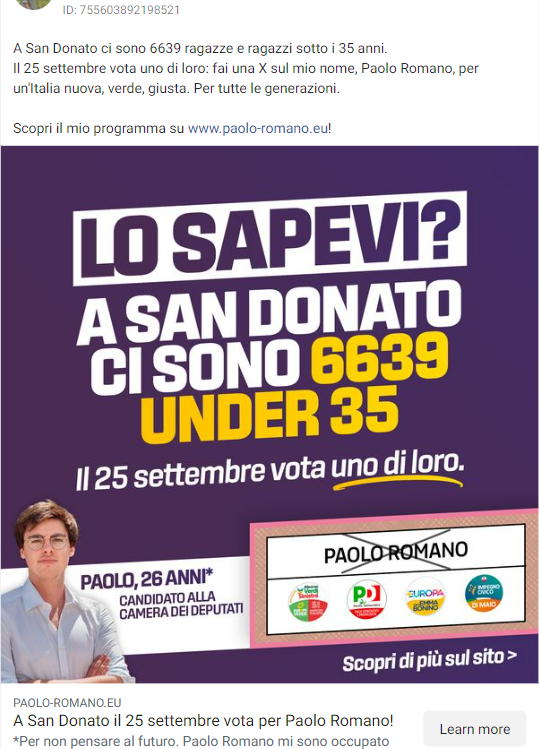 ID: 755603892198521
A San Donato ci sono 6639 ragazze e ragazzi sotto i 35 anni.
Il 25 settembre vota uno di loro: fai una X sul mio nome, Paolo Romano, per
un'Italia nuova, verde, giusta. Per tutte le generazioni.
Scopri il mio programma su www.paolo-romano.eu!
LO SAPEVI?
A SAN DONATO
CI SONO 6639
UNDER 35
Il 25 settembre vota uno di loro.
PAOLO, 26 ANNI*
CANDIDATO ALLA
CAMERA DEI DEPUTATI
PAOLO ROMANO
Verdi
Sinistra
PD
EUROPA
EMMA
BONINO
IMPEGNO
CIVICO
DI MAIO
Scopri di più sul sito >
PAOLO-ROMANO.EU
A San Donato il 25 settembre vota per Paolo Romano!
*Per non pensare al futuro. Paolo Romano mi sono occupato
Learn more